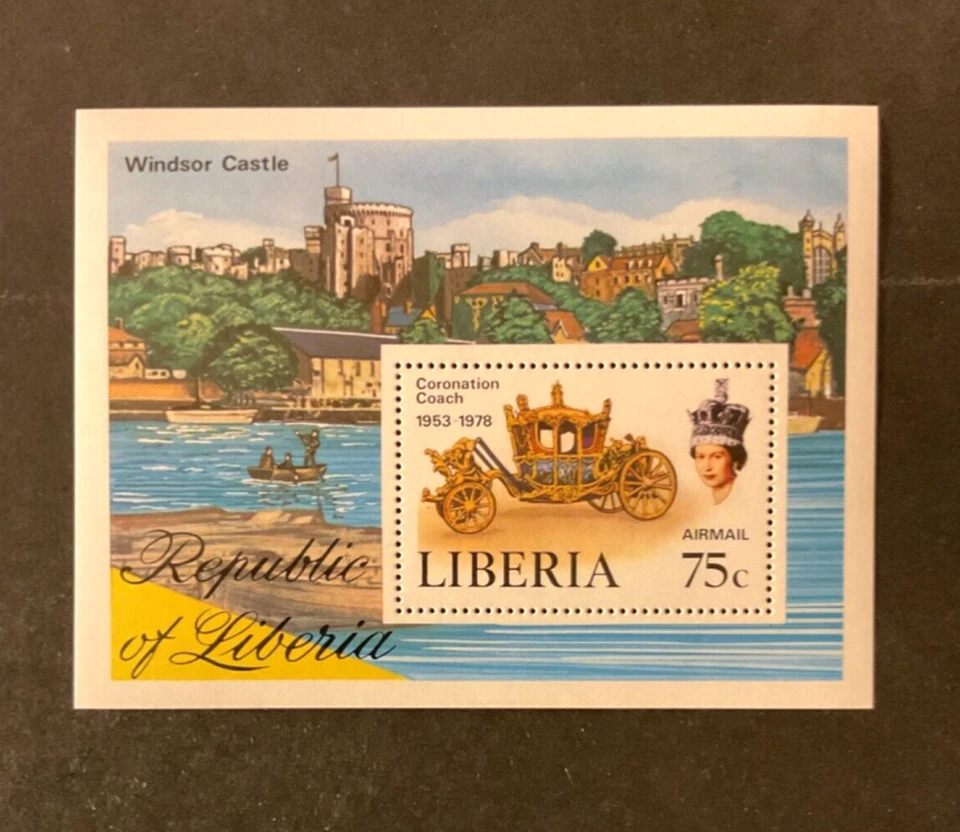 Windsor Castle
Coronation
Coach
1953-1978
AIRMAIL
LIBERIA 75c
Republic
of Liberia